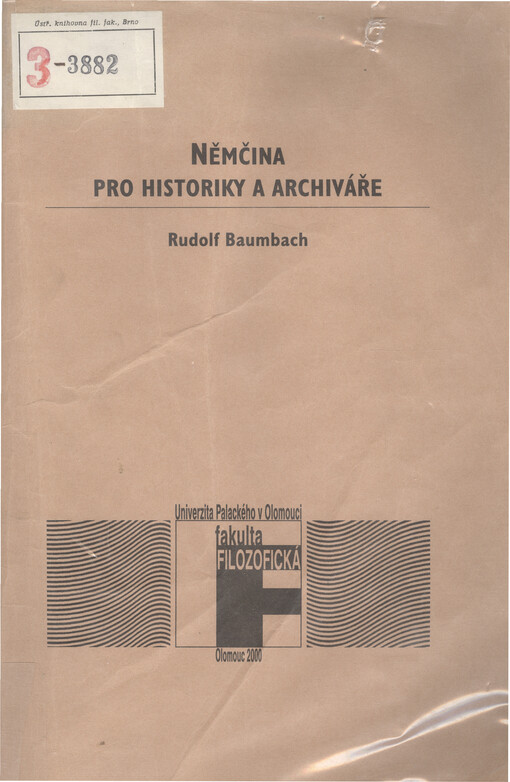 Ústř. knihovna fil. fak., Brno
3-3882
NĚMČINA
PRO HISTORIKY A ARCHIVÁŘE
Rudolf Baumbach
Univerzita Palackého v Olomouci
fakulta
FILOZOFICKÁ
Olomouc 2000